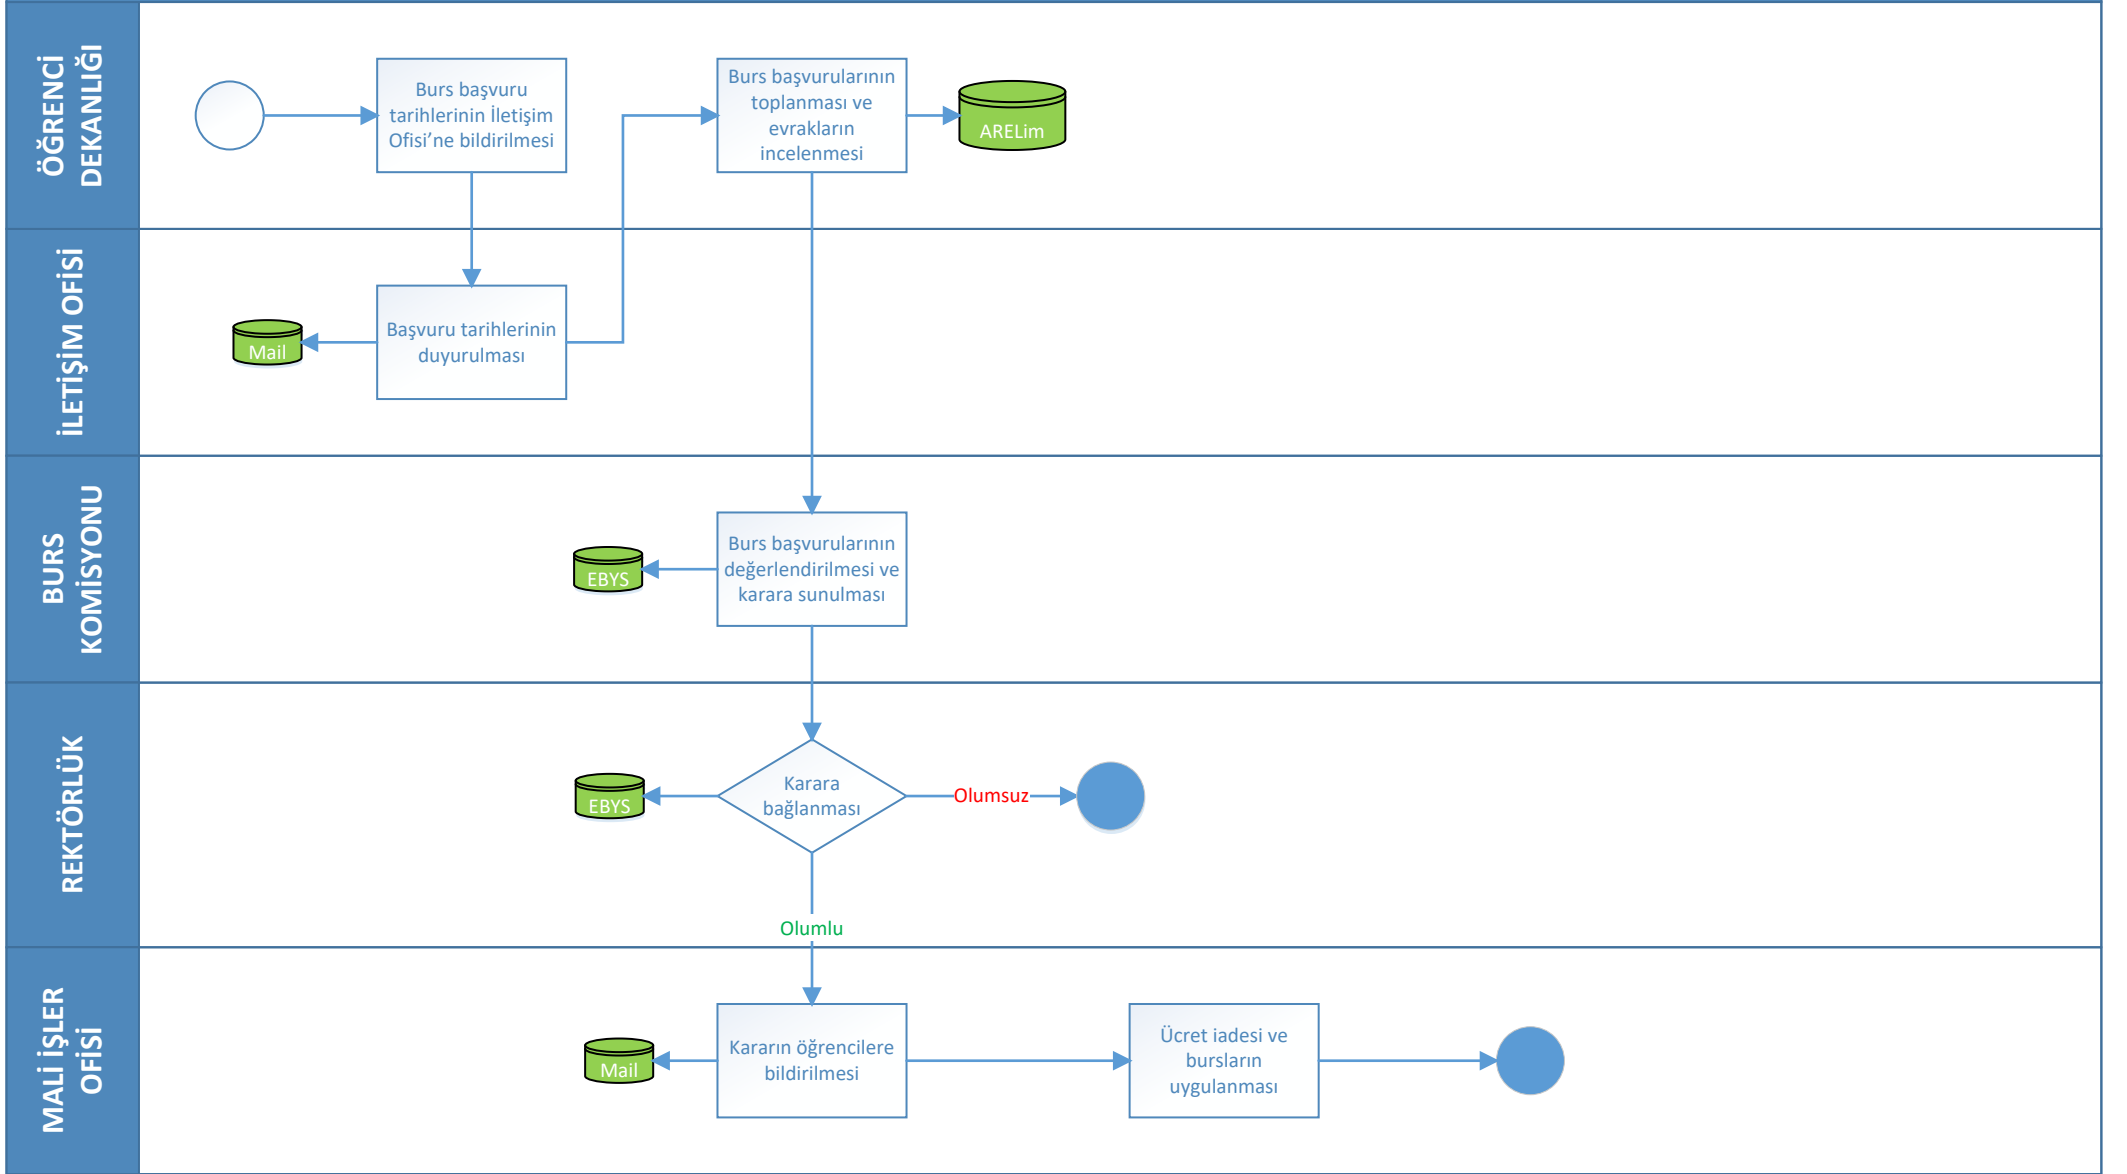 ÖĞRENCİ
DEKANLIĞI
Burs başvuru
tarihlerinin İletişim
Ofisi’ne bildirilmesi
Burs başvurularının
toplanması ve
evrakların
incelenmesi
ARELim
İLETİŞİM OFİSİ
Mail
Başvuru tarihlerinin
duyurulması
BURS
KOMİSYONU
EBYS
Burs başvurularının
değerlendirilmesi ve
karara sunulması
REKTÖRLÜK
EBYS
Karara
bağlanması
Olumsuz
Olumlu
MALİ İŞLER
OFİSİ
Mail
Kararın öğrencilere
bildirilmesi
Ücret iadesi ve
bursların
uygulanması